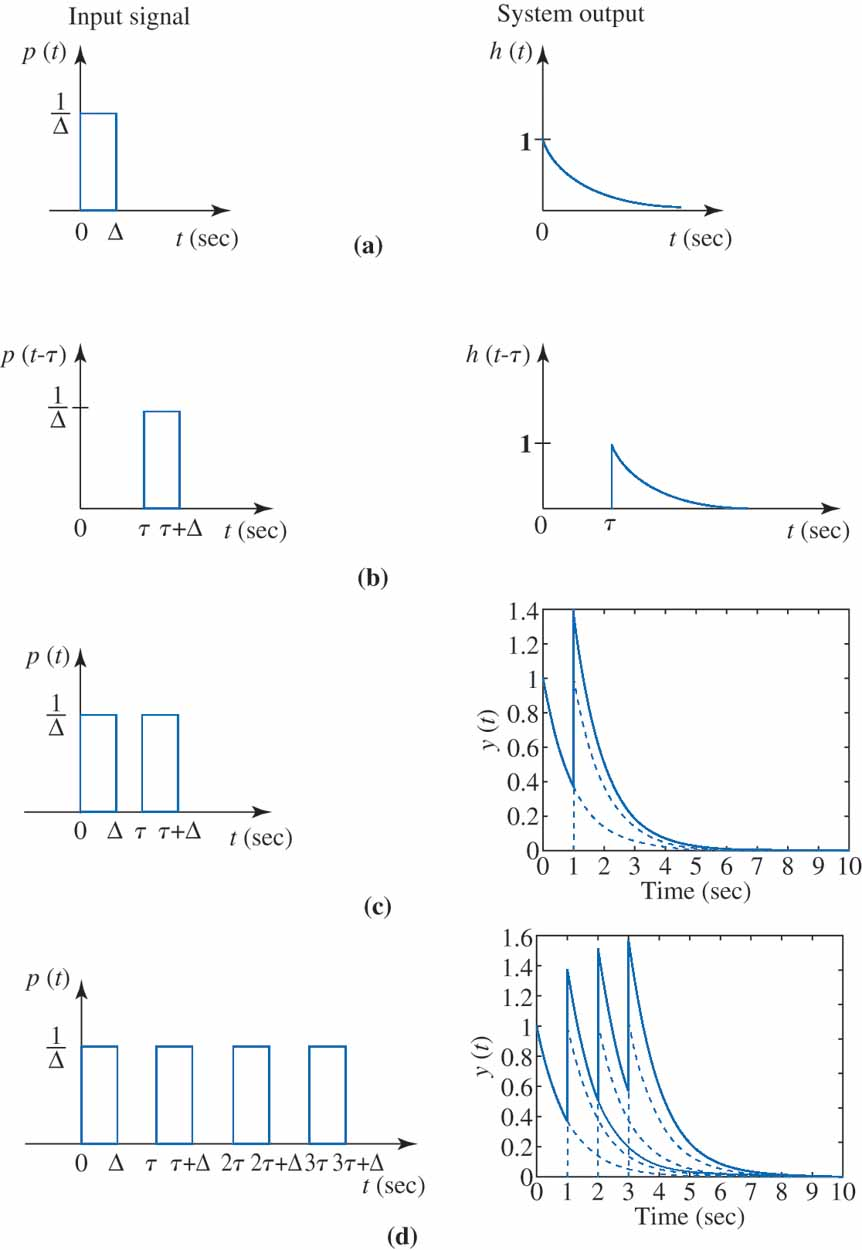 Input signal
System output
p (t)
1
Δ
0 Δ t (sec)
h (t)
1
0 t (sec)
(a)
p (t-τ)
1
Δ
0 τ τ+Δ t (sec)
h (t-τ)
1
0 τ t (sec)
(b)
p (t)
1
Δ
0 Δ τ τ+Δ t (sec)
1.4
1.2
1
0.8
0.6
0.4
0.2
0
y (t)
0 1 2 3 4 5 6 7 8 9 10
Time (sec)
(c)
p (t)
1
Δ
0 Δ τ τ+Δ 2τ 2τ+Δ 3τ 3τ+Δ
t (sec)
1.6
1.4
1.2
1
0.8
0.6
0.4
0.2
0
y (t)
0 1 2 3 4 5 6 7 8 9 10
Time (sec)
(d)